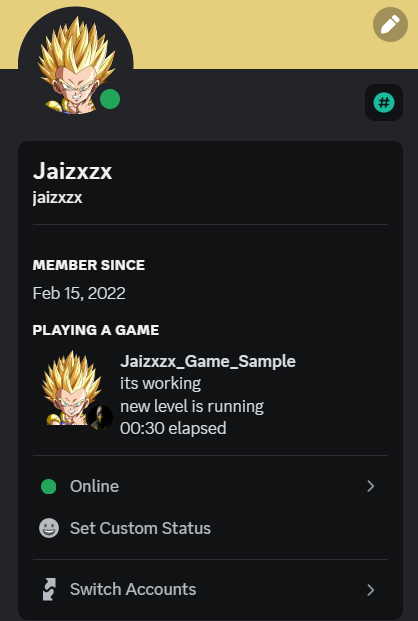 Jaizxzx
jaizxzx
MEMBER SINCE
Feb 15, 2022
PLAYING A GAME
Jaizxzx_Game_Sample
its working
new level is running
00:30 elapsed
Online
Set Custom Status
Switch Accounts